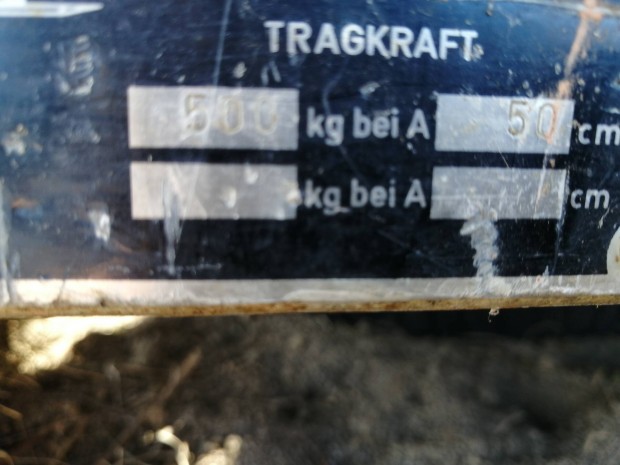 TRAGKRAFT
500 kg bei A 50 cm
kg bei A cm